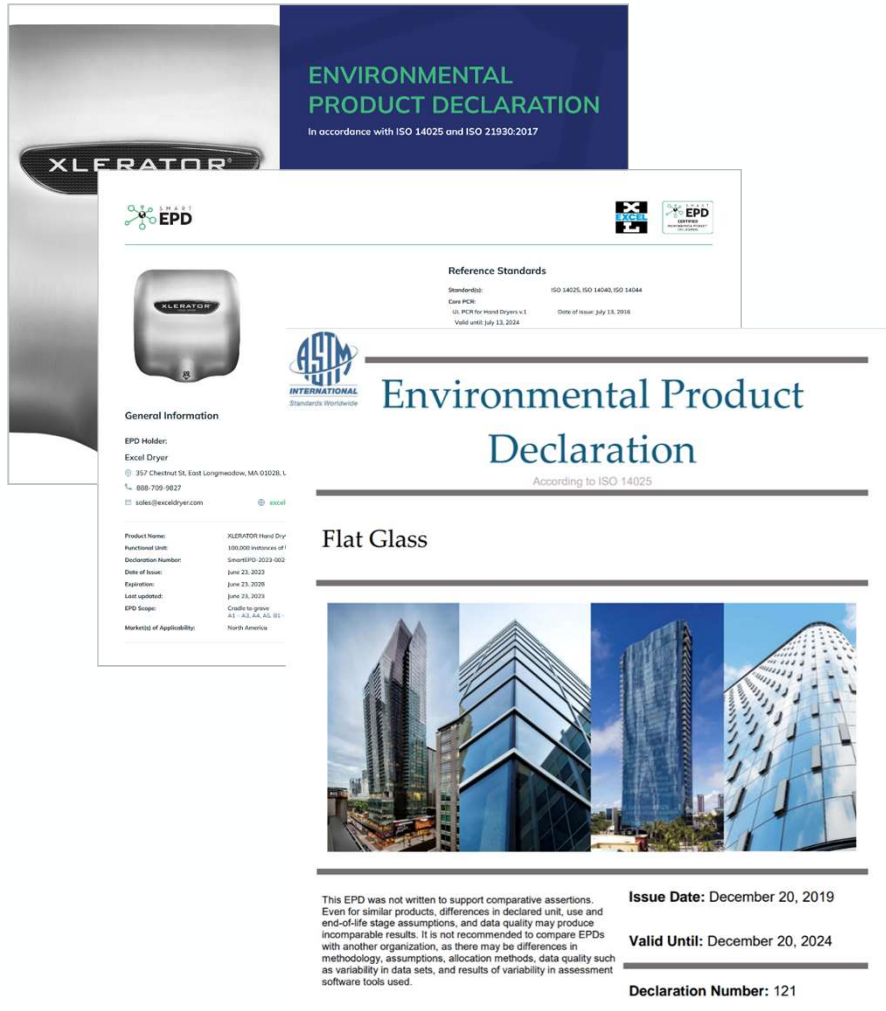 ENVIRONMENTAL
PRODUCT DECLARATION
In accordance with ISO 14025 and ISO 21930:2017
XLERATOR®
SMART
EPD
XL
EXCEL
SMART
EPD
CERTIFIED
Reference Standards
Standard(s): ISO 14025, ISO 14040, ISO 14044
Core PCR:
UL PCR for Hand Dryers v.1 Date of issue: July 13, 2016
Valid until: July 13, 2024
XLERATOR
General Information
EPD Holder:
Excel Dryer
357 Chestnut St, East Longmeadow, MA 01028, U
888-709-9827
sales@exceldryer.com excel
Product Name: XLERATOR Hand Dry
Functional Unit: 100,000 instances of
Declaration Number: SmartEPD-2023-002
Date of Issue: June 23, 2023
Expiration: June 23, 2028
Last updated: June 23, 2023
EPD Scope: Cradle to grave
A1 - A3, A4, A5, B1 -
Market(s) of Applicability: North America
ASTM
INTERNATIONAL
Standards Worldwide
Environmental Product
Declaration
According to ISO 14025
Flat Glass
This EPD was not written to support comparative assertions.
Even for similar products, differences in declared unit, use and
end-of-life stage assumptions, and data quality may produce
incomparable results. It is not recommended to compare EPDs
with another organization, as there may be differences in
methodology, assumptions, allocation methods, data quality such
as variability in data sets, and results of variability in assessment
software tools used.
Issue Date: December 20, 2019
Valid Until: December 20, 2024
Declaration Number: 121